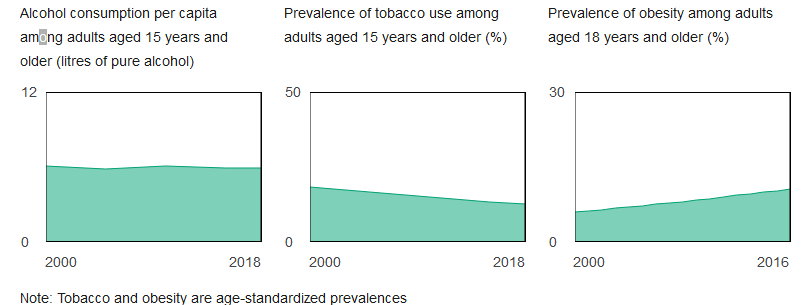 Alcohol consumption per capita
among adults aged 15 years and
older (litres of pure alcohol)
12
0
2000 2018
Prevalence of tobacco use among
adults aged 15 years and older (%)
50
0
2000 2018
Prevalence of obesity among adults
aged 18 years and older (%)
30
0
2000 2016
Note: Tobacco and obesity are age-standardized prevalences